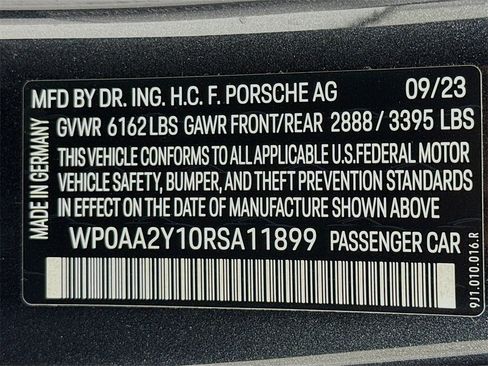 MFD BY DR. ING. H.C. F. PORSCHE AG 09/23
GVWR 6162 LBS GAWR FRONT/REAR 2888 / 3395 LBS
THIS VEHICLE CONFORMS TO ALL APPLICABLE U.S.FEDERAL MOTOR
VEHICLE SAFETY, BUMPER, AND THEFT PREVENTION STANDARDS
IN EFFECT ON THE DATE OF MANUFACTURE SHOWN ABOVE
WP0AA2Y10RSA11899 PASSENGER CAR
MADE IN GERMANY
9J1.010.016.R